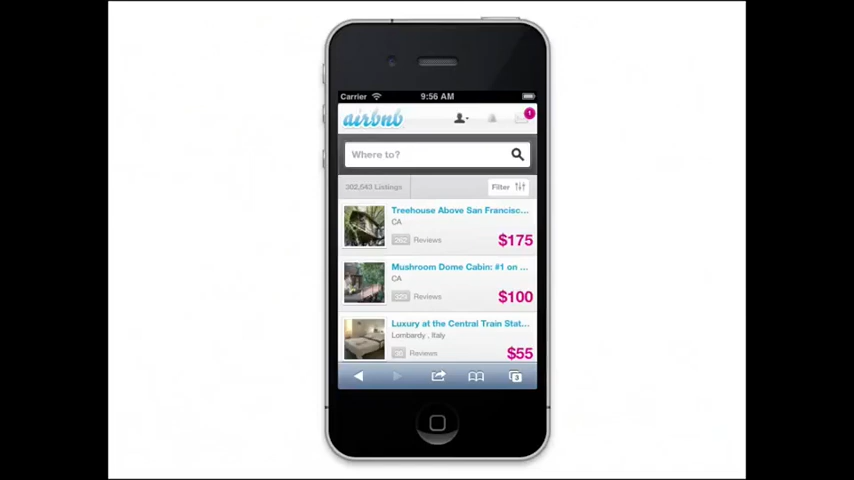 Carrier 9:56 AM
airbnb
1
Where to?
302,543 Listings Filter
Treehouse Above San Francisc...
CA
Reviews $175
Mushroom Dome Cabin: #1 on ...
CA
Reviews $100
Luxury at the Central Train Stat...
Lombardy , Italy
Reviews $55
3